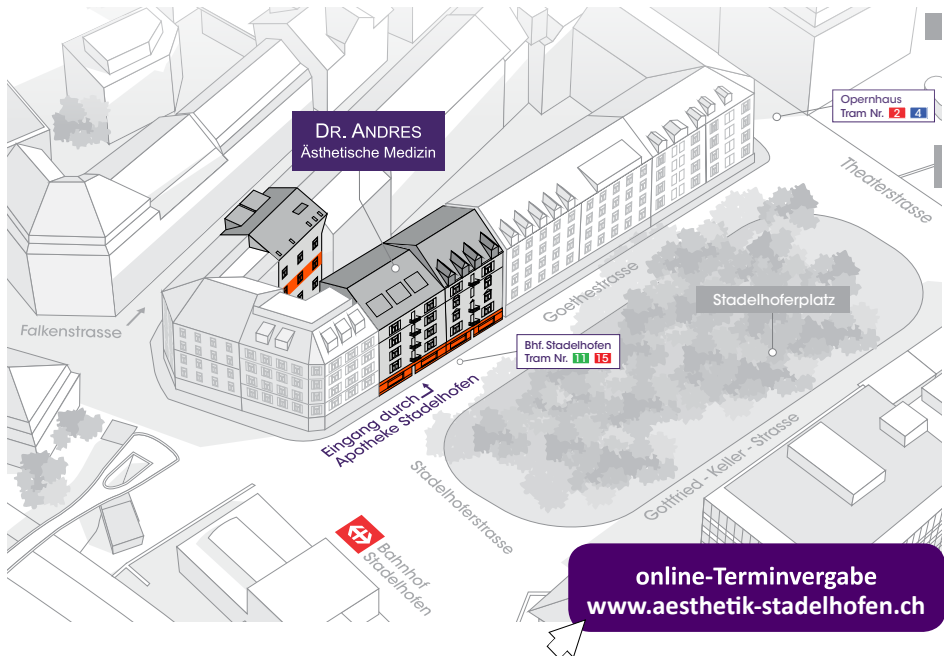 Opernhaus
Tram Nr. 2 4
DR. ANDRES
Ästhetische Medizin
Theaterstrasse
Stadelhoferplatz
Goethestrasse
Falkenstrasse
Bhf. Stadelhofen
Tram Nr. 11 15
Eingang durch
Apotheke Stadelhofen
Stadelhoferstrasse
Gottfried - Keller - Strasse
Bahnhof
Stadelhofen
online-Terminvergabe
www.aesthetik-stadelhofen.ch